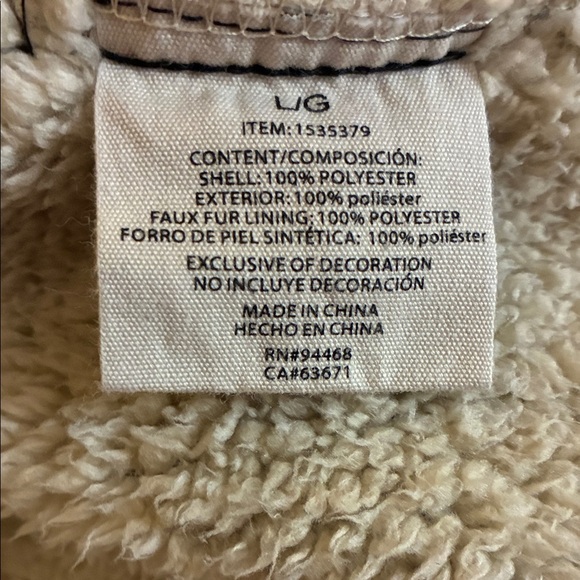 L/G
ITEM: 1535379
CONTENT/COMPOSICIÓN:
SHELL: 100% POLYESTER
EXTERIOR: 100% poliéster
FAUX FUR LINING: 100% POLYESTER
FORRO DE PIEL SINTÉTICA: 100% poliéster
EXCLUSIVE OF DECORATION
NO INCLUYE DECORACIÓN
MADE IN CHINA
HECHO EN CHINA
RN#94468
CA#63671